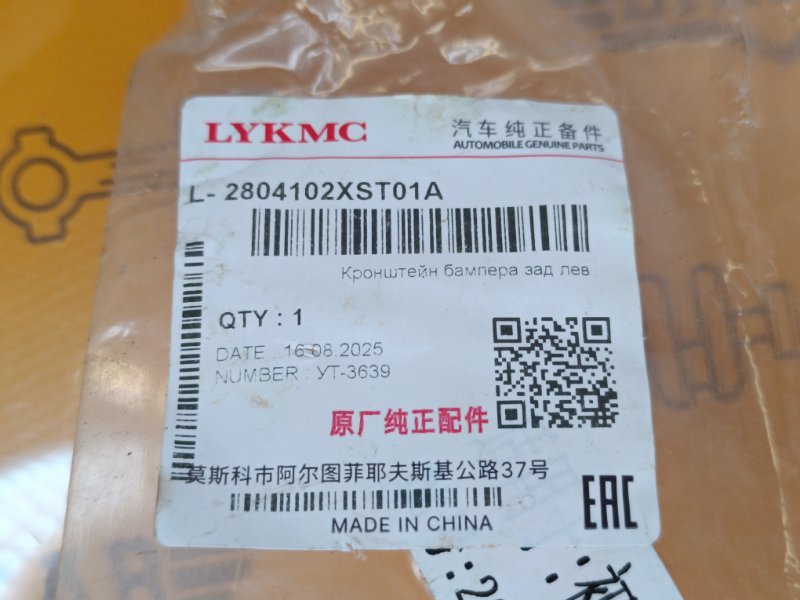 LYKMC
汽车纯正备件
AUTOMOBILE GENUINE PARTS
L- 2804102XST01A
Кронштейн бампера зад лев
QTY : 1
DATE : 16.08.2025
NUMBER : УТ-3639
原厂纯正配件
莫斯科市阿尔图菲耶夫斯基公路37号
EAC
MADE IN CHINA